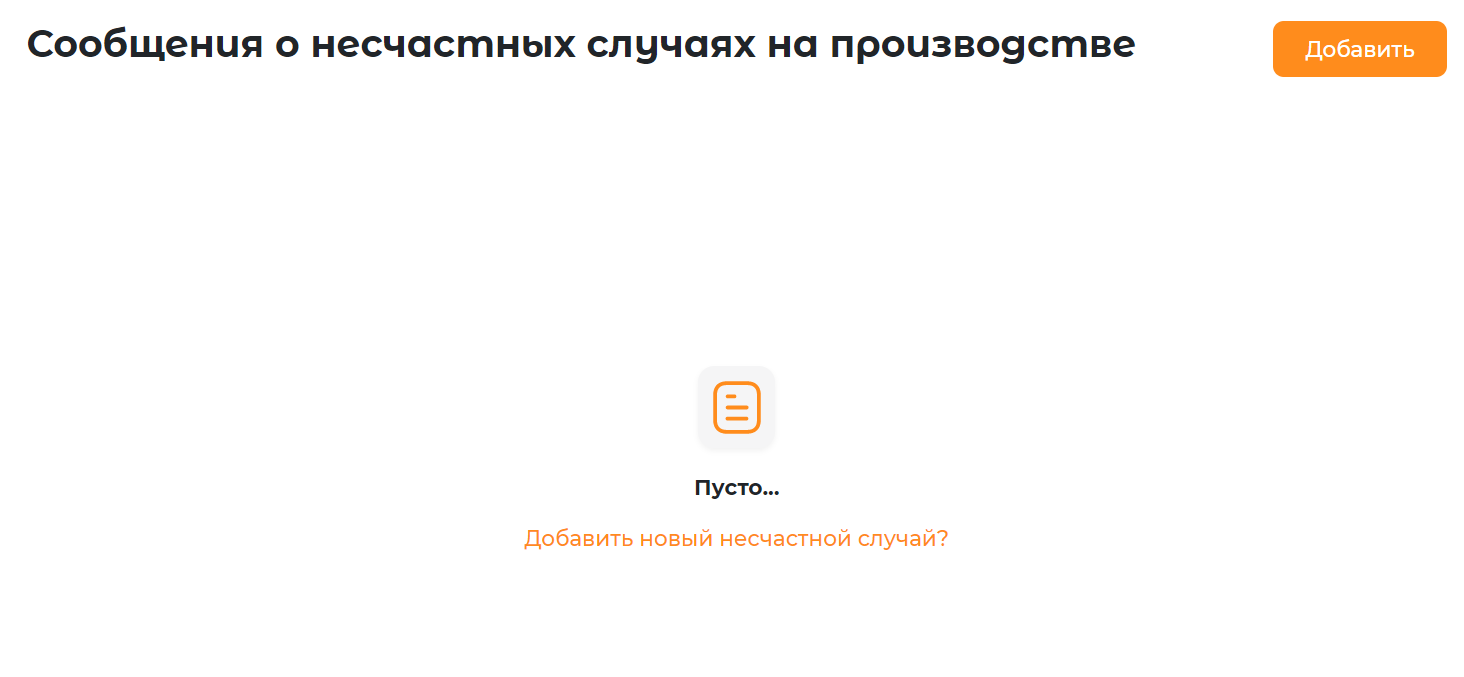 Сообщения о несчастных случаях на производстве
Добавить
Пусто...
Добавить новый несчастной случай?